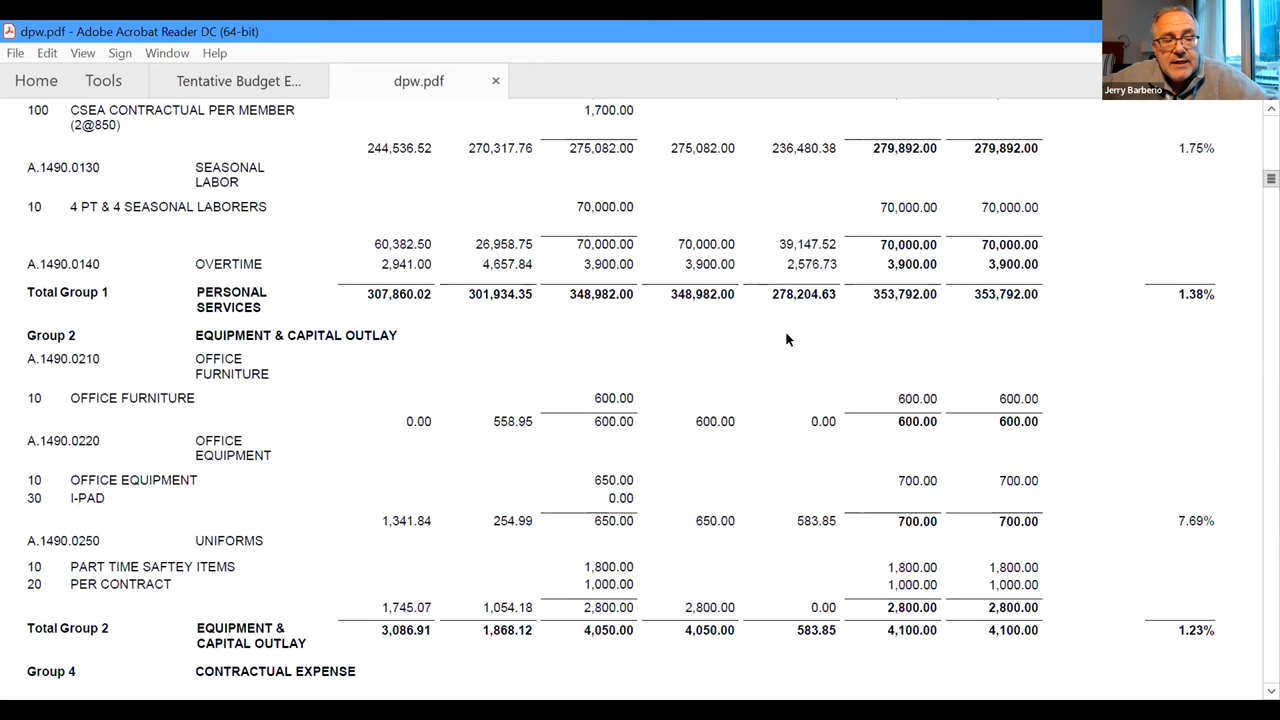 dpw.pdf - Adobe Acrobat Reader DC (64-bit)
File Edit View Sign Window Help
Home Tools Tentative Budget E... dpw.pdf ×
Jerry Barberio
100 CSEA CONTRACTUAL PER MEMBER 1,700.00
(2@850)
244,536.52 270,317.76 275,082.00 275,082.00 236,480.38 279,892.00 279,892.00 1.75%
A.1490.0130 SEASONAL
LABOR
10 4 PT & 4 SEASONAL LABORERS 70,000.00 70,000.00 70,000.00
60,382.50 26,958.75 70,000.00 70,000.00 39,147.52 70,000.00 70,000.00
A.1490.0140 OVERTIME 2,941.00 4,657.84 3,900.00 3,900.00 2,576.73 3,900.00 3,900.00
Total Group 1 PERSONAL 307,860.02 301,934.35 348,982.00 348,982.00 278,204.63 353,792.00 353,792.00 1.38%
SERVICES
Group 2 EQUIPMENT & CAPITAL OUTLAY
A.1490.0210 OFFICE
FURNITURE
10 OFFICE FURNITURE 600.00 600.00 600.00
0.00 558.95 600.00 600.00 0.00 600.00 600.00
A.1490.0220 OFFICE
EQUIPMENT
10 OFFICE EQUIPMENT 650.00 700.00 700.00
30 I-PAD 0.00
1,341.84 254.99 650.00 650.00 583.85 700.00 700.00 7.69%
A.1490.0250 UNIFORMS
10 PART TIME SAFTEY ITEMS 1,800.00 1,800.00 1,800.00
20 PER CONTRACT 1,000.00 1,000.00 1,000.00
1,745.07 1,054.18 2,800.00 2,800.00 0.00 2,800.00 2,800.00
Total Group 2 EQUIPMENT & 3,086.91 1,868.12 4,050.00 4,050.00 583.85 4,100.00 4,100.00 1.23%
CAPITAL OUTLAY
Group 4 CONTRACTUAL EXPENSE